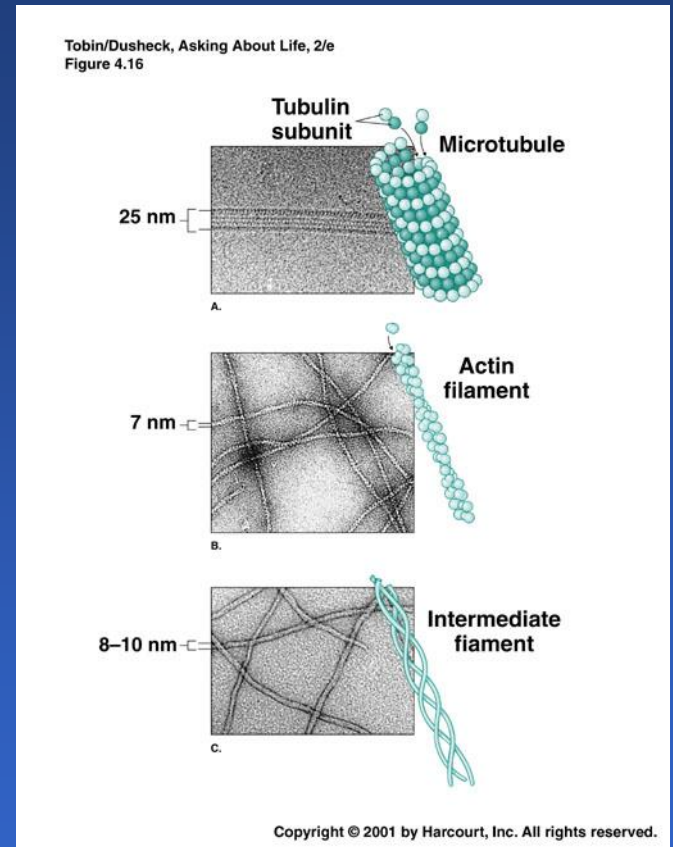 Tobin/Dusheck, Asking About Life, 2/e
Figure 4.16
Tubulin
subunit
Microtubule
25 nm
A.
Actin
filament
7 nm
B.
Intermediate
fiament
8–10 nm
C.
Copyright © 2001 by Harcourt, Inc. All rights reserved.